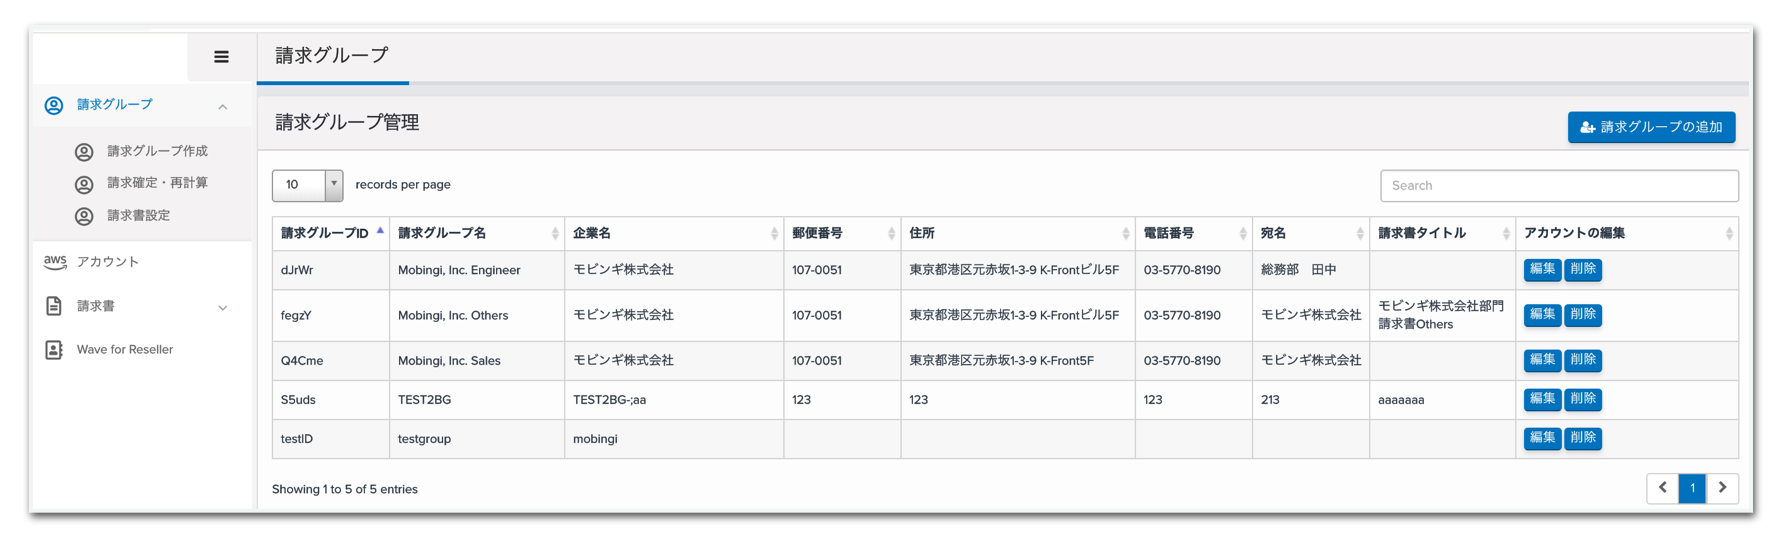 請求グループ
請求グループ
請求グループ作成
請求確定・再計算
請求書設定
aws アカウント
請求書
Wave for Reseller
請求グループ管理
請求グループの追加
10 records per page
Search
請求グループID 請求グループ名 企業名 郵便番号 住所 電話番号 宛名 請求書タイトル アカウントの編集
dJrWr Mobingi, Inc. Engineer モビンギ株式会社 107-0051 東京都港区元赤坂1-3-9 K-Frontビル5F 03-5770-8190 総務部　田中 編集 削除
fegzY Mobingi, Inc. Others モビンギ株式会社 107-0051 東京都港区元赤坂1-3-9 K-Frontビル5F 03-5770-8190 モビンギ株式会社 モビンギ株式会社部門 編集 削除
請求書Others
Q4Cme Mobingi, Inc. Sales モビンギ株式会社 107-0051 東京都港区元赤坂1-3-9 K-Front5F 03-5770-8190 モビンギ株式会社 編集 削除
S5uds TEST2BG TEST2BG-;aa 123 123 123 213 aaaaaaa 編集 削除
testID testgroup mobingi 編集 削除
Showing 1 to 5 of 5 entries
1